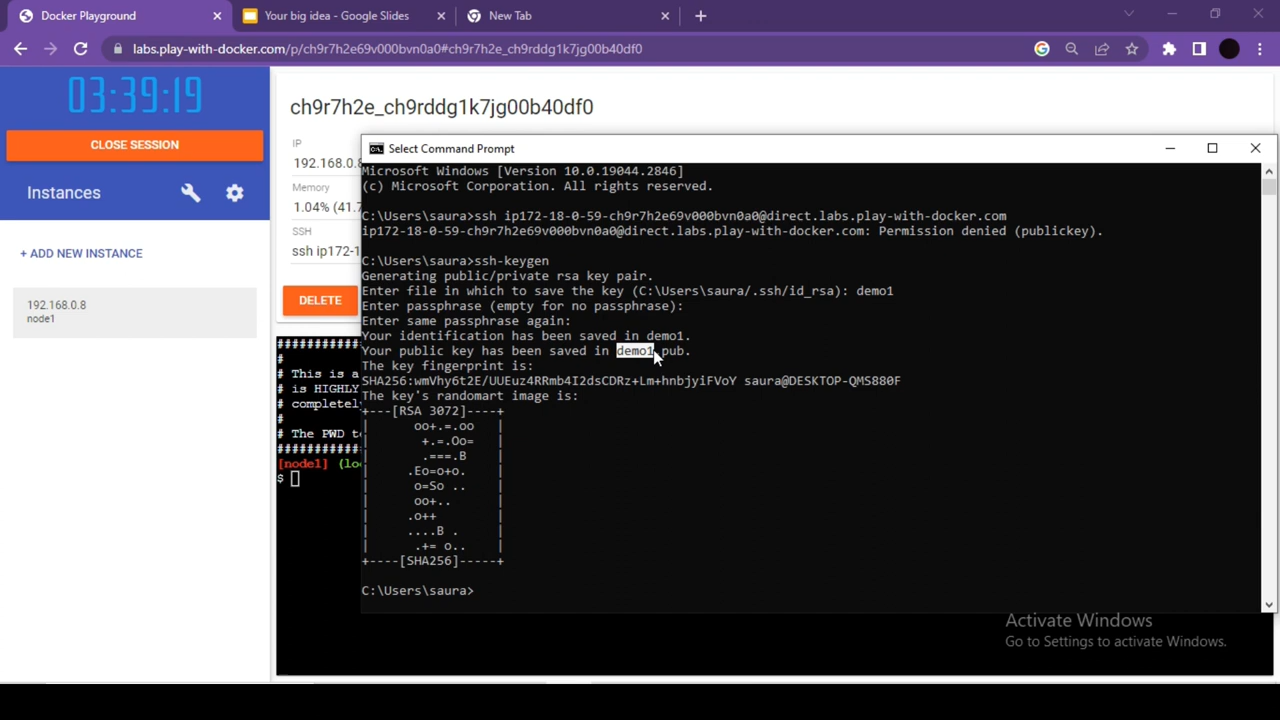 Docker Playground
Your big idea - Google Slides
New Tab
labs.play-with-docker.com/p/ch9r7h2e69v000bvn0a0#ch9r7h2e_ch9rddg1k7jg00b40df0
03:39:19
CLOSE SESSION
Instances
+ ADD NEW INSTANCE
192.168.0.8
node1
ch9r7h2e_ch9rddg1k7jg00b40df0
IP
192.168.0.8
Memory
1.04% (41.7
SSH
ssh ip172-1
DELETE
###########
#
# This is a
# is HIGHLY
# completel
#
# The PWD to
###########
[node1] (loc
$
Select Command Prompt
Microsoft Windows [Version 10.0.19044.2846]
(c) Microsoft Corporation. All rights reserved.
C:\Users\saura>ssh ip172-18-0-59-ch9r7h2e69v000bvn0a0@direct.labs.play-with-docker.com
ip172-18-0-59-ch9r7h2e69v000bvn0a0@direct.labs.play-with-docker.com: Permission denied (publickey).
C:\Users\saura>ssh-keygen
Generating public/private rsa key pair.
Enter file in which to save the key (C:\Users\saura/.ssh/id_rsa): demo1
Enter passphrase (empty for no passphrase):
Enter same passphrase again:
Your identification has been saved in demo1.
Your public key has been saved in demo1.pub.
The key fingerprint is:
SHA256:wmVhy6t2E/UUEuz4RRmb4I2dsCDRz+Lm+hnbjyiFVoY saura@DESKTOP-QMS880F
The key's randomart image is:
+---[RSA 3072]----+
|      oo+.=.oo   |
|       +.=.Oo=   |
|       .===.B    |
|     .Eo=o+o.    |
|      o=So ..    |
|      oo+..      |
|     .o++        |
|     ....B .     |
|      .+= o..    |
+----[SHA256]-----+
C:\Users\saura>
Activate Windows
Go to Settings to activate Windows.